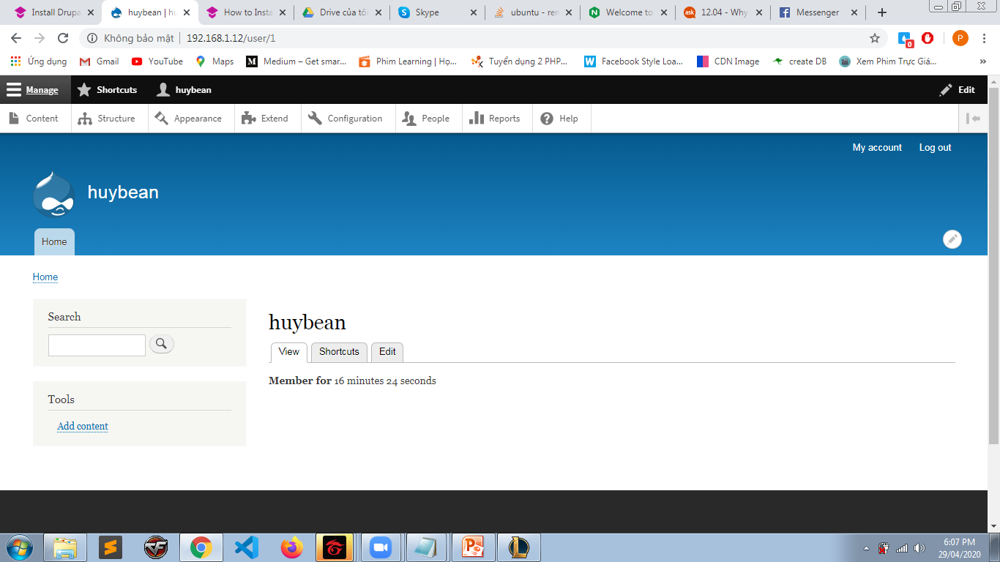 Install Drupa
huybean | hu
How to Insta
Drive của tô
Skype
ubuntu - ren
Welcome to
ask
12.04 - Why
Messenger
Không bảo mật
192.168.1.12/user/1
0
P
Ứng dụng
Gmail
YouTube
Maps
Medium – Get smar...
Phim Learning | Họ...
Tuyển dụng 2 PHP...
Facebook Style Loa...
CDN Image
create DB
Xem Phim Trực Giá...
Manage
Shortcuts
huybean
Edit
Content
Structure
Appearance
Extend
Configuration
People
Reports
Help
My account
Log out
huybean
Home
Home
Search
huybean
View
Shortcuts
Edit
Member for 16 minutes 24 seconds
Tools
Add content
6:07 PM
29/04/2020